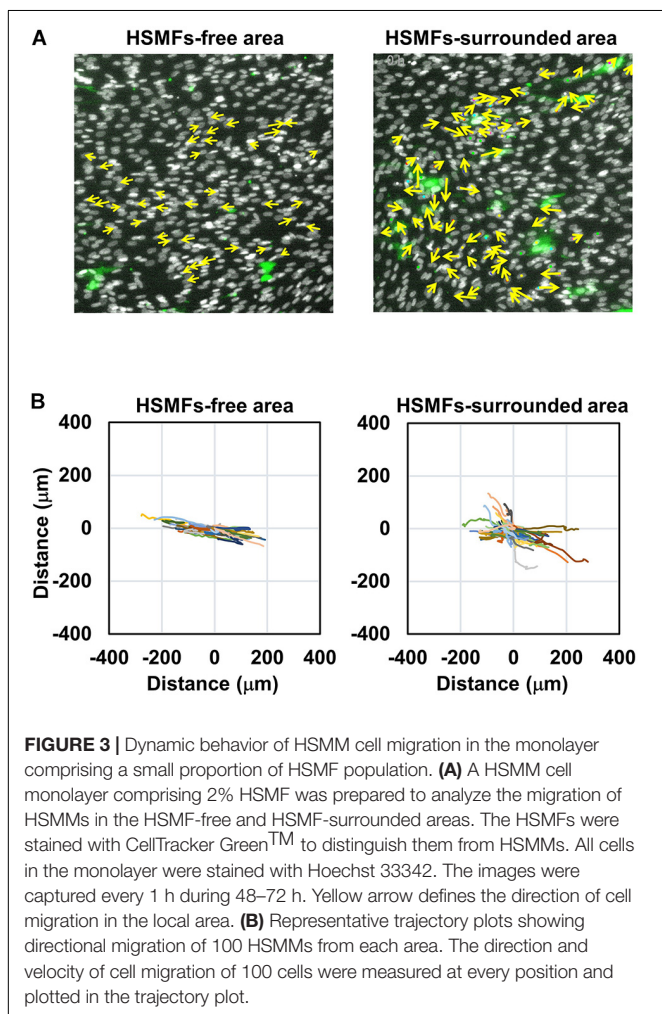 A
HSMFs-free area
HSMFs-surrounded area
B
HSMFs-free area
HSMFs-surrounded area
400
200
0
-200
-400
Distance (μm)
-400 -200 0 200 400
Distance (μm)
400
200
0
-200
-400
-400 -200 0 200 400
Distance (μm)
FIGURE 3 | Dynamic behavior of HSMM cell migration in the monolayer
comprising a small proportion of HSMF population. (A) A HSMM cell
monolayer comprising 2% HSMF was prepared to analyze the migration of
HSMMs in the HSMF-free and HSMF-surrounded areas. The HSMFs were
stained with CellTracker Green™ to distinguish them from HSMMs. All cells
in the monolayer were stained with Hoechst 33342. The images were
captured every 1 h during 48–72 h. Yellow arrow defines the direction of cell
migration in the local area. (B) Representative trajectory plots showing
directional migration of 100 HSMMs from each area. The direction and
velocity of cell migration of 100 cells were measured at every position and
plotted in the trajectory plot.